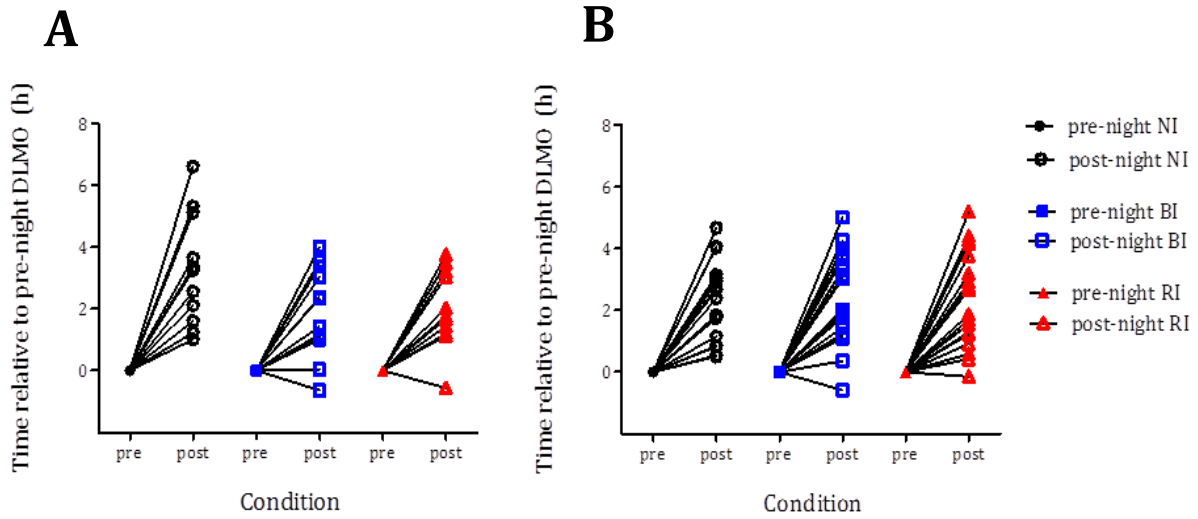 A
Time relative to pre-night DLMO (h)
8
6
4
2
0
pre post pre post pre post
Condition
B
Time relative to pre-night DLMO (h)
8
6
4
2
0
pre post pre post pre post
Condition
pre-night NI
post-night NI
pre-night BI
post-night BI
pre-night RI
post-night RI